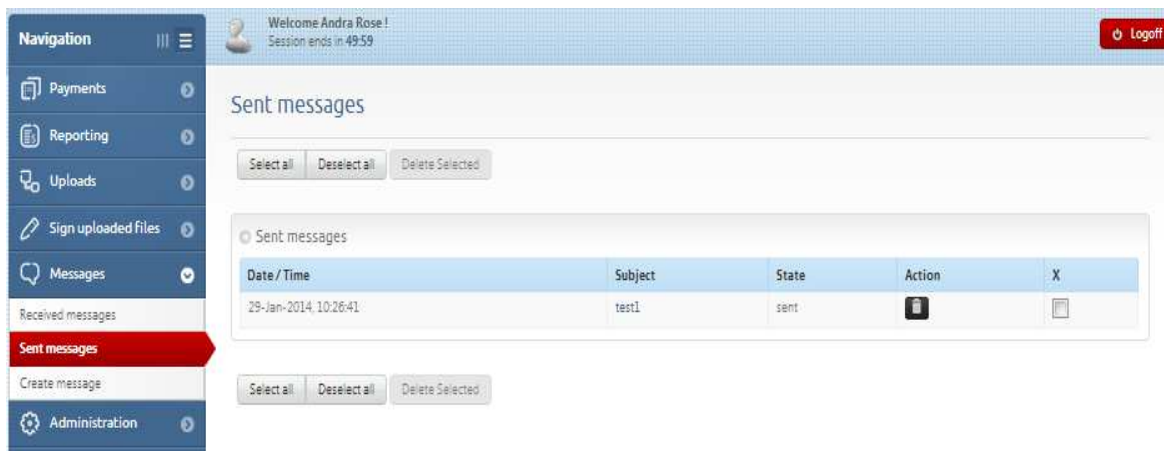 Navigation
Welcome Andra Rose !
Session ends in 49:59
Logoff
Payments
Reporting
Uploads
Sign uploaded files
Messages
Received messages
Sent messages
Create message
Administration
Sent messages
Select all Deselect all Delete Selected
Sent messages
Date / Time Subject State Action X
29-Jan-2014, 10:26:41 test1 sent
Select all Deselect all Delete Selected